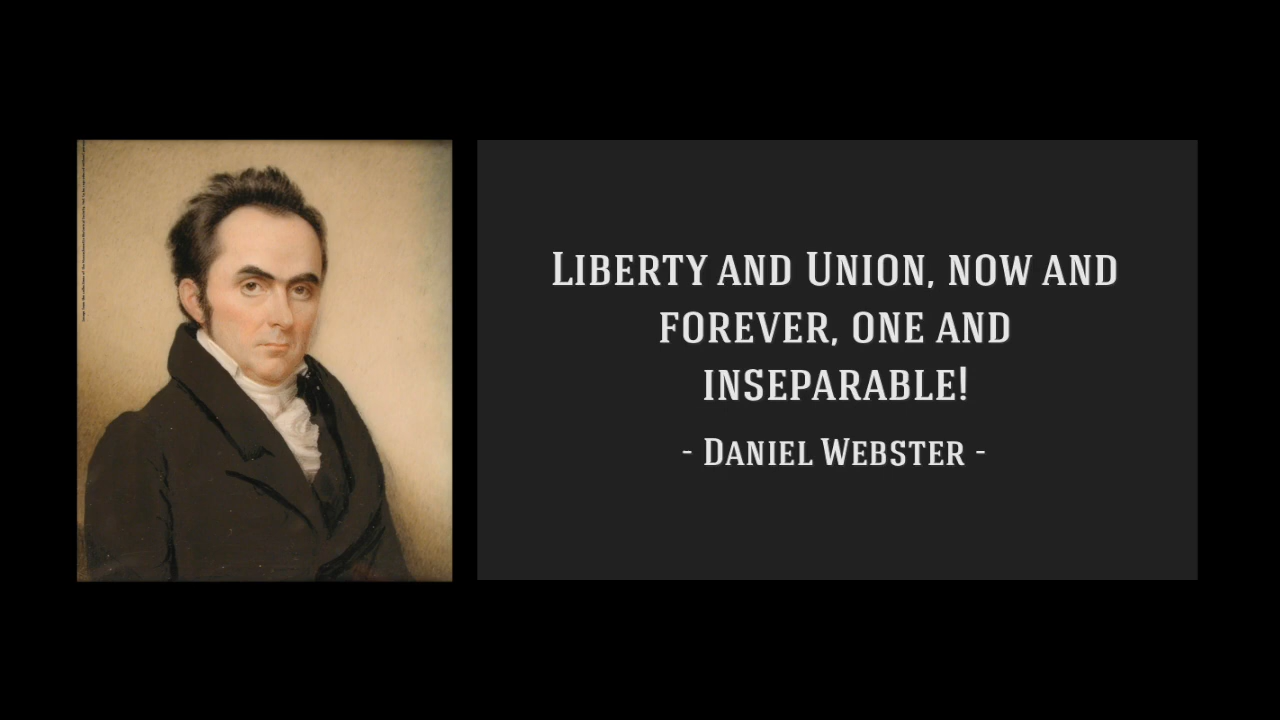 Liberty and Union, now and
forever, one and
inseparable!
- Daniel Webster -